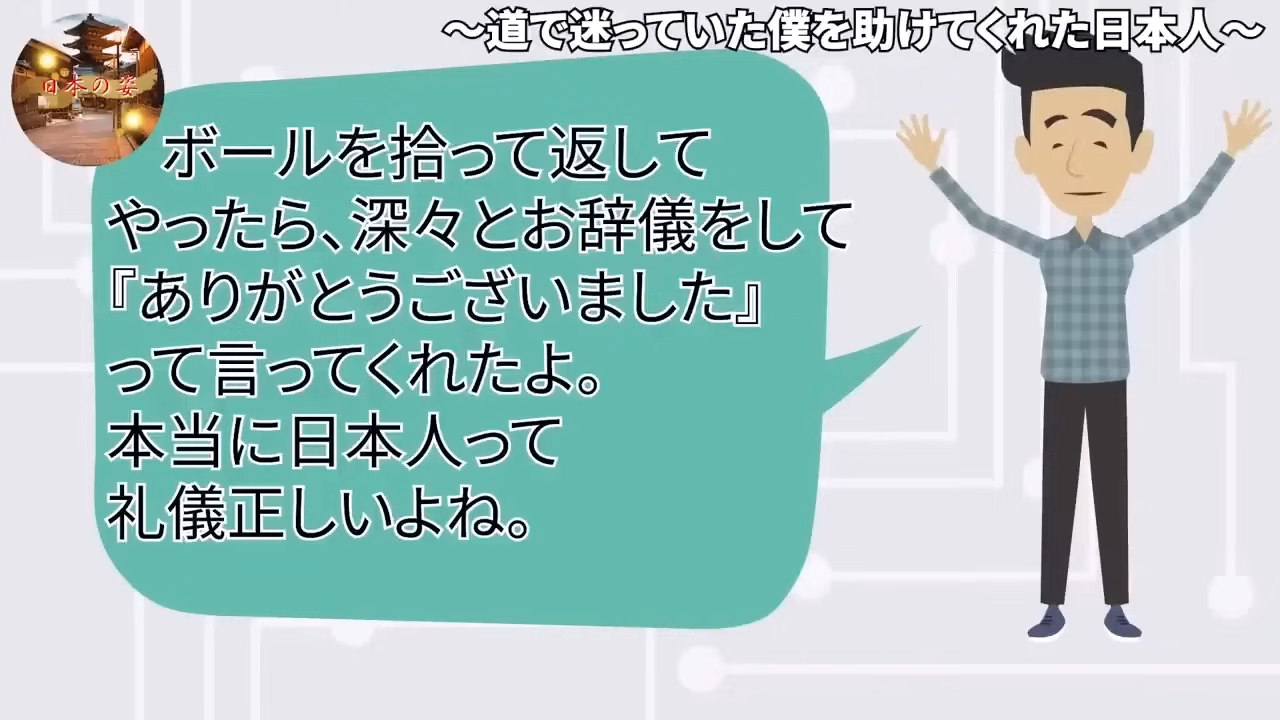 ～道で迷っていた僕を助けてくれた日本人～
日本の姿
ボールを拾って返して
やったら、深々とお辞儀をして
『ありがとうございました』
って言ってくれたよ。
本当に日本人って
礼儀正しいよね。